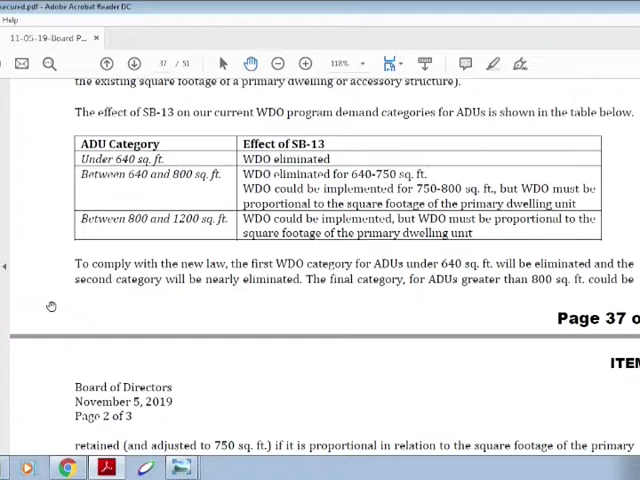 secured.pdf - Adobe Acrobat Reader DC
Help
11-05-19-Board P... ×
37 / 51
118%
the existing square footage of a primary dwelling or accessory structure).
The effect of SB-13 on our current WDO program demand categories for ADUs is shown in the table below.
ADU Category Effect of SB-13
Under 640 sq. ft. WDO eliminated
Between 640 and 800 sq. ft. WDO eliminated for 640-750 sq. ft.
WDO could be implemented for 750-800 sq. ft., but WDO must be
proportional to the square footage of the primary dwelling unit
Between 800 and 1200 sq. ft. WDO could be implemented, but WDO must be proportional to the
square footage of the primary dwelling unit
To comply with the new law, the first WDO category for ADUs under 640 sq. ft. will be eliminated and the
second category will be nearly eliminated. The final category, for ADUs greater than 800 sq. ft. could be
Page 37 o
ITEM
Board of Directors
November 5, 2019
Page 2 of 3
retained (and adjusted to 750 sq. ft.) if it is proportional in relation to the square footage of the primary